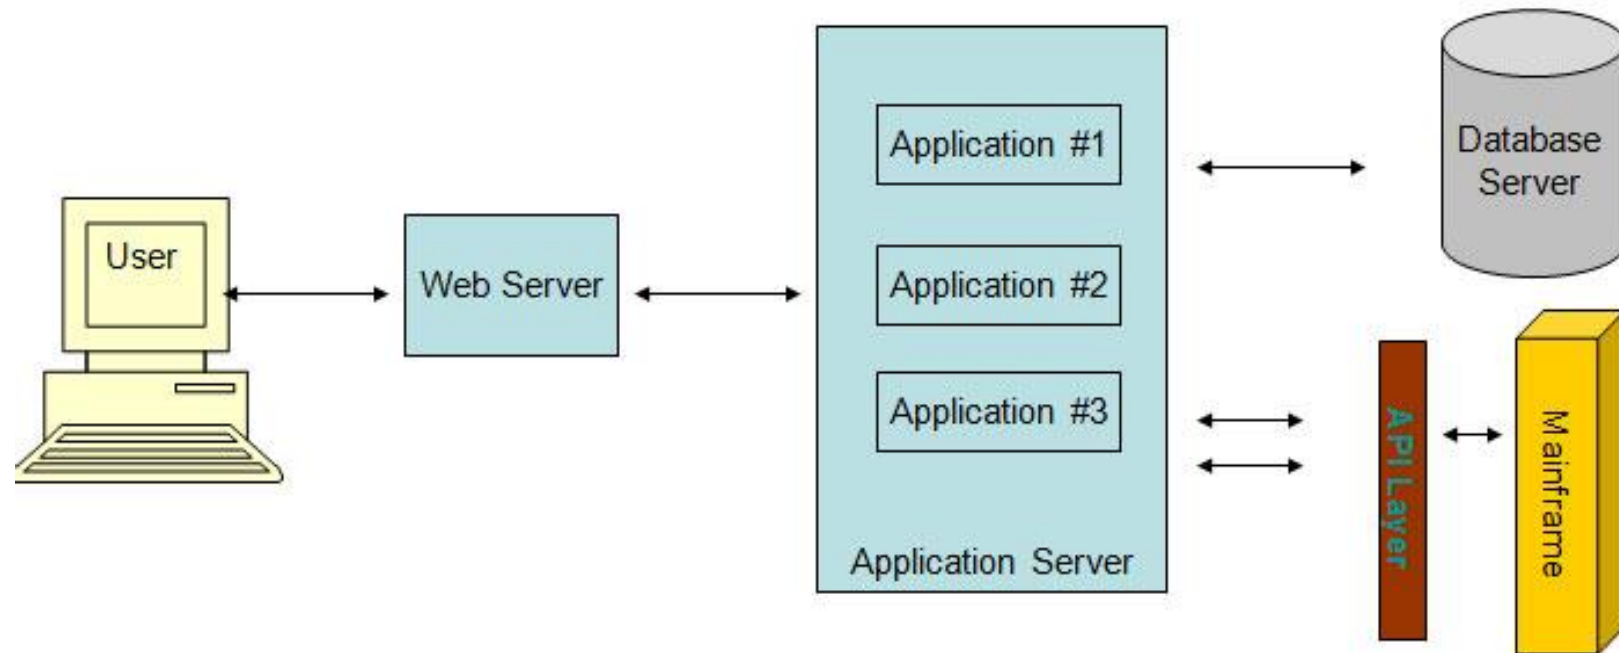 User
Web Server
Application #1
Application #2
Application #3
Application Server
Database
Server
API Layer
Mainframe